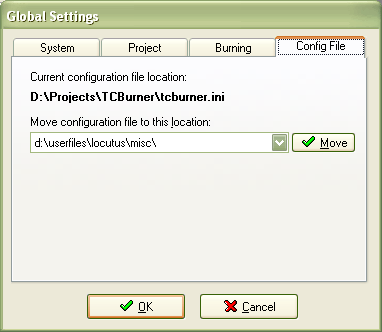 Global Settings
System Project Burning Config File
Current configuration file location:
D:\Projects\TCBurner\tcburner.ini
Move configuration file to this location:
d:\userfiles\locutus\misc\ Move
OK Cancel